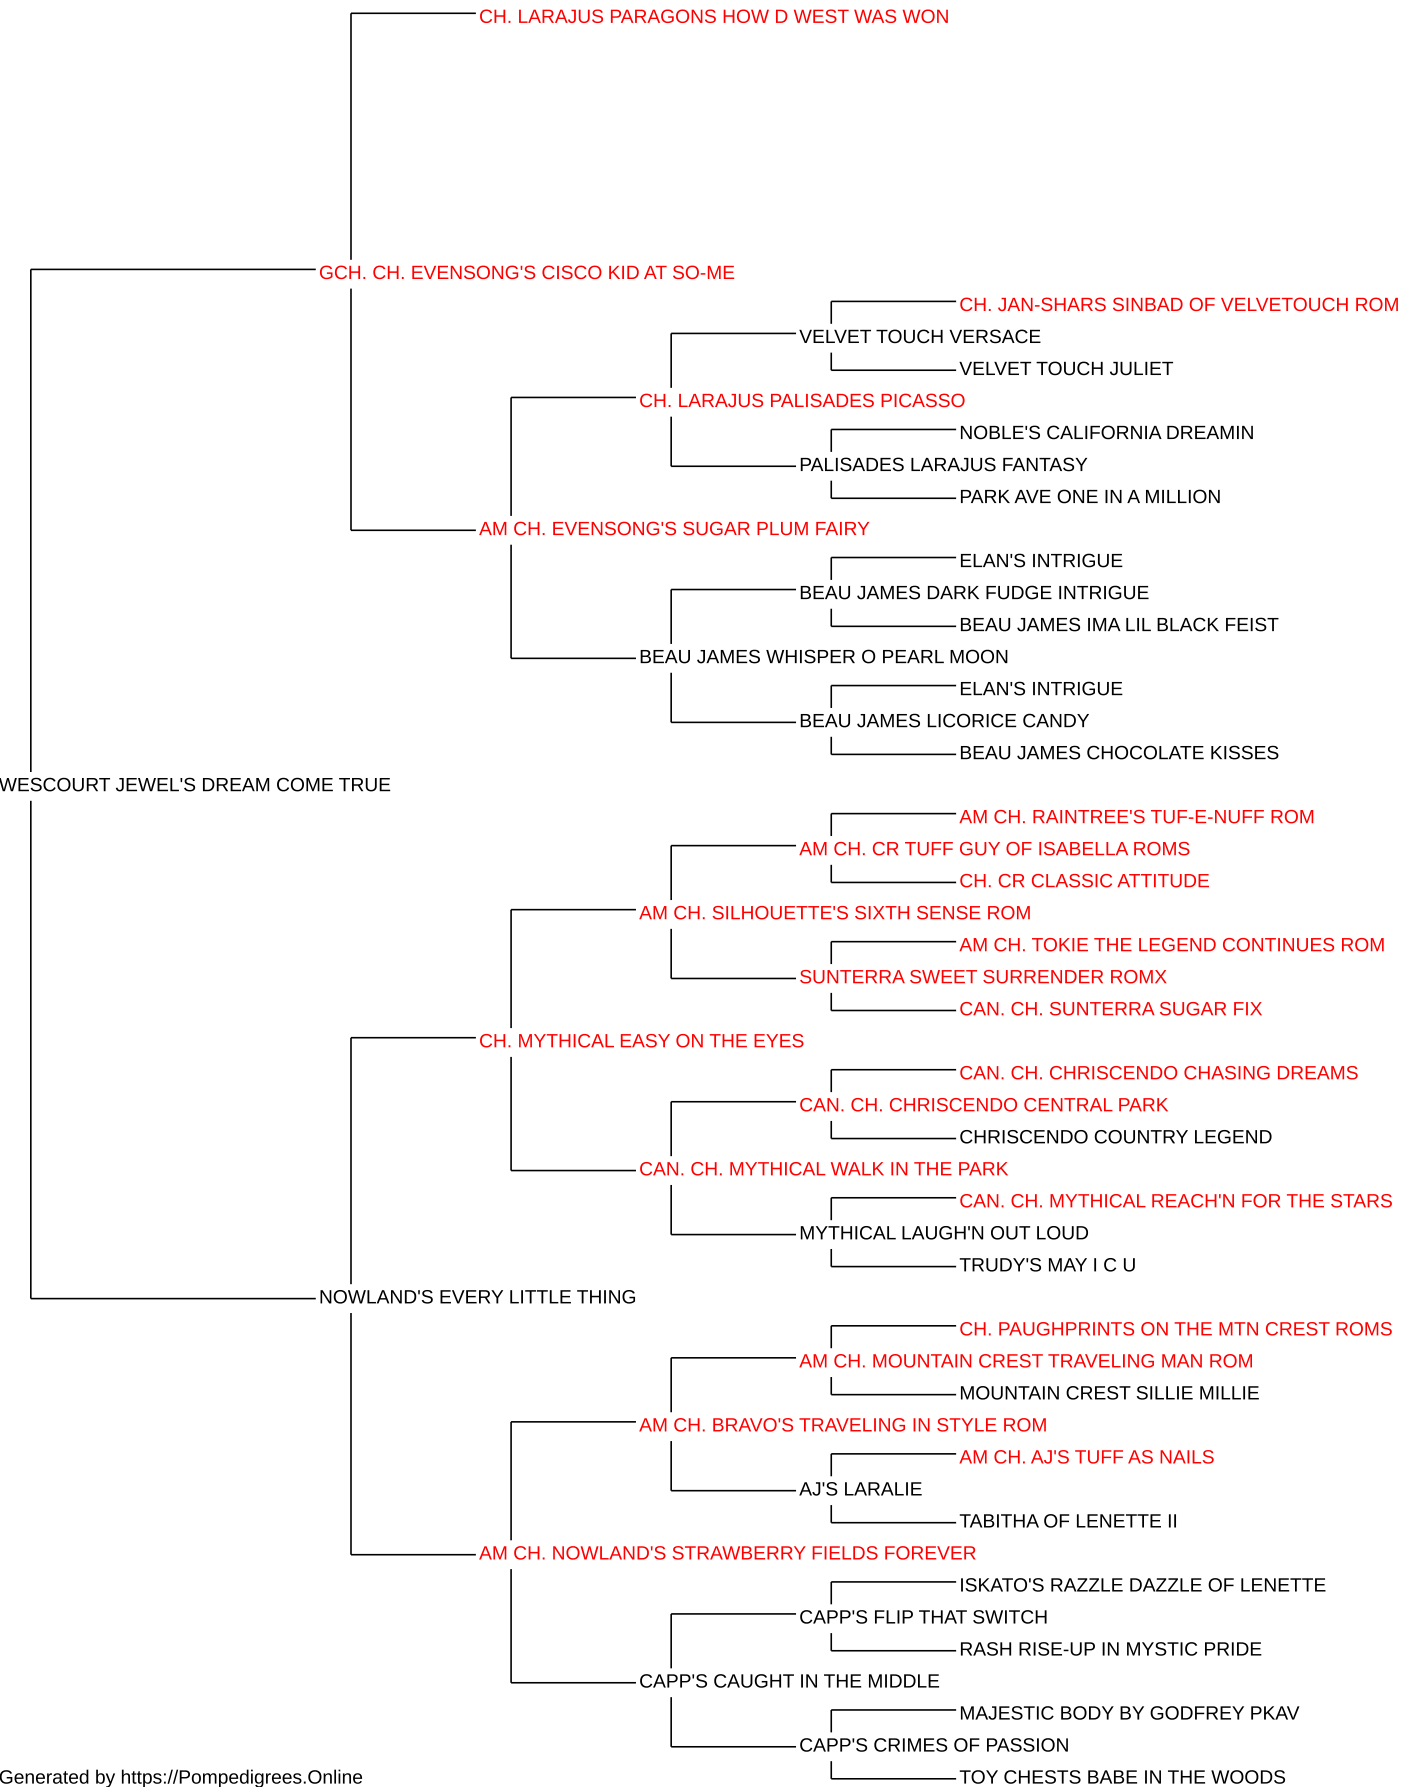 CH. LARAJUS PARAGONS HOW D WEST WAS WON
GCH. CH. EVENSONG'S CISCO KID AT SO-ME
CH. JAN-SHARS SINBAD OF VELVETOUCH ROM
VELVET TOUCH VERSACE
VELVET TOUCH JULIET
CH. LARAJUS PALISADES PICASSO
NOBLE'S CALIFORNIA DREAMIN
PALISADES LARAJUS FANTASY
PARK AVE ONE IN A MILLION
AM CH. EVENSONG'S SUGAR PLUM FAIRY
ELAN'S INTRIGUE
BEAU JAMES DARK FUDGE INTRIGUE
BEAU JAMES IMA LIL BLACK FEIST
BEAU JAMES WHISPER O PEARL MOON
ELAN'S INTRIGUE
BEAU JAMES LICORICE CANDY
BEAU JAMES CHOCOLATE KISSES
WESCOURT JEWEL'S DREAM COME TRUE
AM CH. RAINTREE'S TUF-E-NUFF ROM
AM CH. CR TUFF GUY OF ISABELLA ROMS
CH. CR CLASSIC ATTITUDE
AM CH. SILHOUETTE'S SIXTH SENSE ROM
AM CH. TOKIE THE LEGEND CONTINUES ROM
SUNTERRA SWEET SURRENDER ROMX
CAN. CH. SUNTERRA SUGAR FIX
CH. MYTHICAL EASY ON THE EYES
CAN. CH. CHRISCENDO CHASING DREAMS
CAN. CH. CHRISCENDO CENTRAL PARK
CHRISCENDO COUNTRY LEGEND
CAN. CH. MYTHICAL WALK IN THE PARK
CAN. CH. MYTHICAL REACH'N FOR THE STARS
MYTHICAL LAUGH'N OUT LOUD
TRUDY'S MAY I C U
NOWLAND'S EVERY LITTLE THING
CH. PAUGHPRINTS ON THE MTN CREST ROMS
AM CH. MOUNTAIN CREST TRAVELING MAN ROM
MOUNTAIN CREST SILLIE MILLIE
AM CH. BRAVO'S TRAVELING IN STYLE ROM
AM CH. AJ'S TUFF AS NAILS
AJ'S LARALIE
TABITHA OF LENETTE II
AM CH. NOWLAND'S STRAWBERRY FIELDS FOREVER
ISKATO'S RAZZLE DAZZLE OF LENETTE
CAPP'S FLIP THAT SWITCH
RASH RISE-UP IN MYSTIC PRIDE
CAPP'S CAUGHT IN THE MIDDLE
MAJESTIC BODY BY GODFREY PKAV
CAPP'S CRIMES OF PASSION
TOY CHESTS BABE IN THE WOODS
Generated by https://Pompedigrees.Online